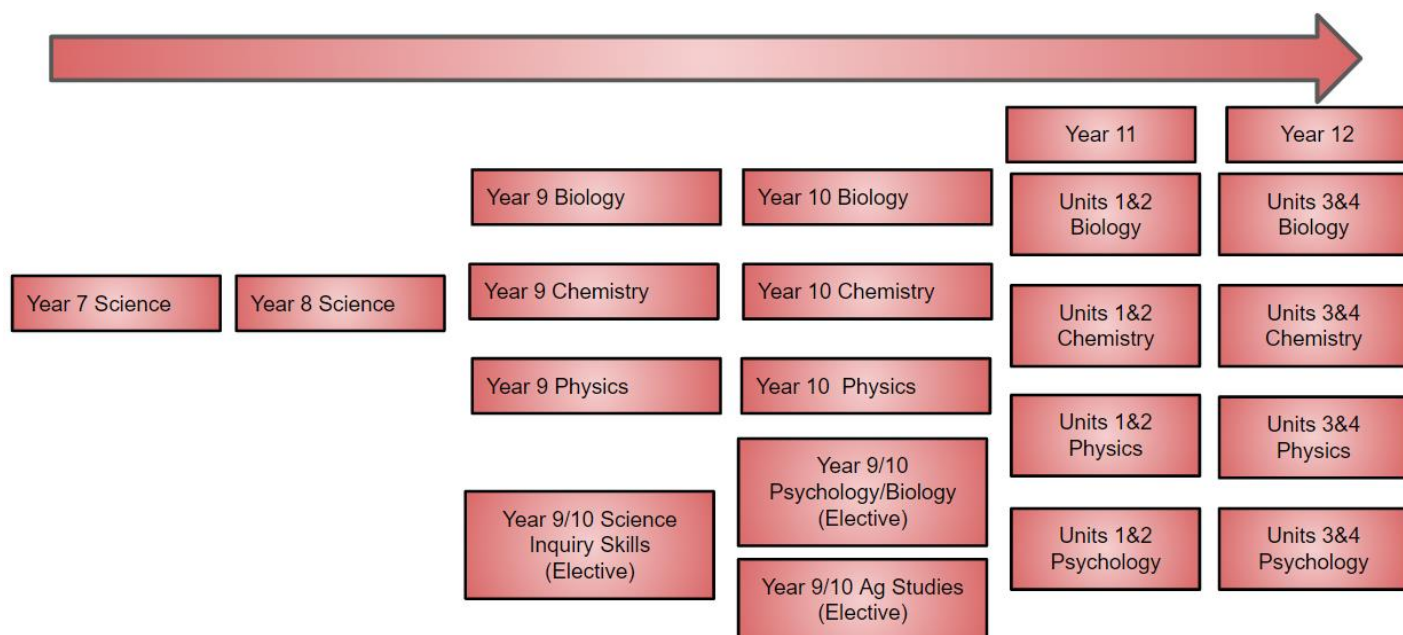 Year 11
Year 12
Year 9 Biology
Year 10 Biology
Units 1&2
Biology
Units 3&4
Biology
Year 7 Science
Year 8 Science
Year 9 Chemistry
Year 10 Chemistry
Units 1&2
Chemistry
Units 3&4
Chemistry
Year 9 Physics
Year 10  Physics
Units 1&2
Physics
Units 3&4
Physics
Year 9/10 Science
Inquiry Skills
(Elective)
Year 9/10
Psychology/Biology
(Elective)
Units 1&2
Psychology
Units 3&4
Psychology
Year 9/10 Ag Studies
(Elective)